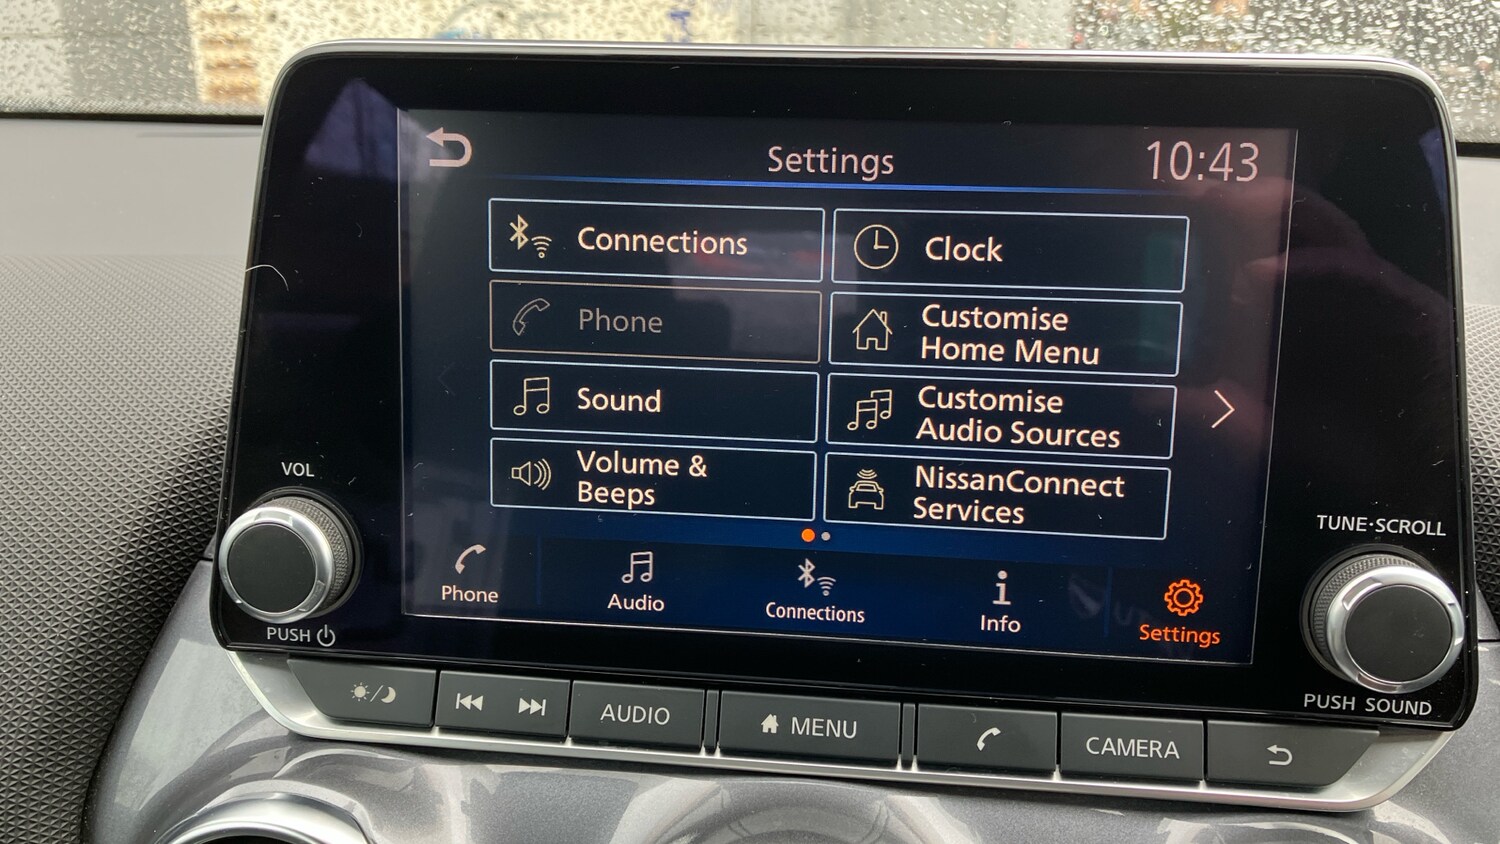 Settings
10:43
Connections
Clock
Phone
Customise
Home Menu
Sound
Customise
Audio Sources
Volume &
Beeps
NissanConnect
Services
Phone
Audio
Connections
Info
Settings
VOL
PUSH
TUNE·SCROLL
PUSH SOUND
AUDIO
MENU
CAMERA